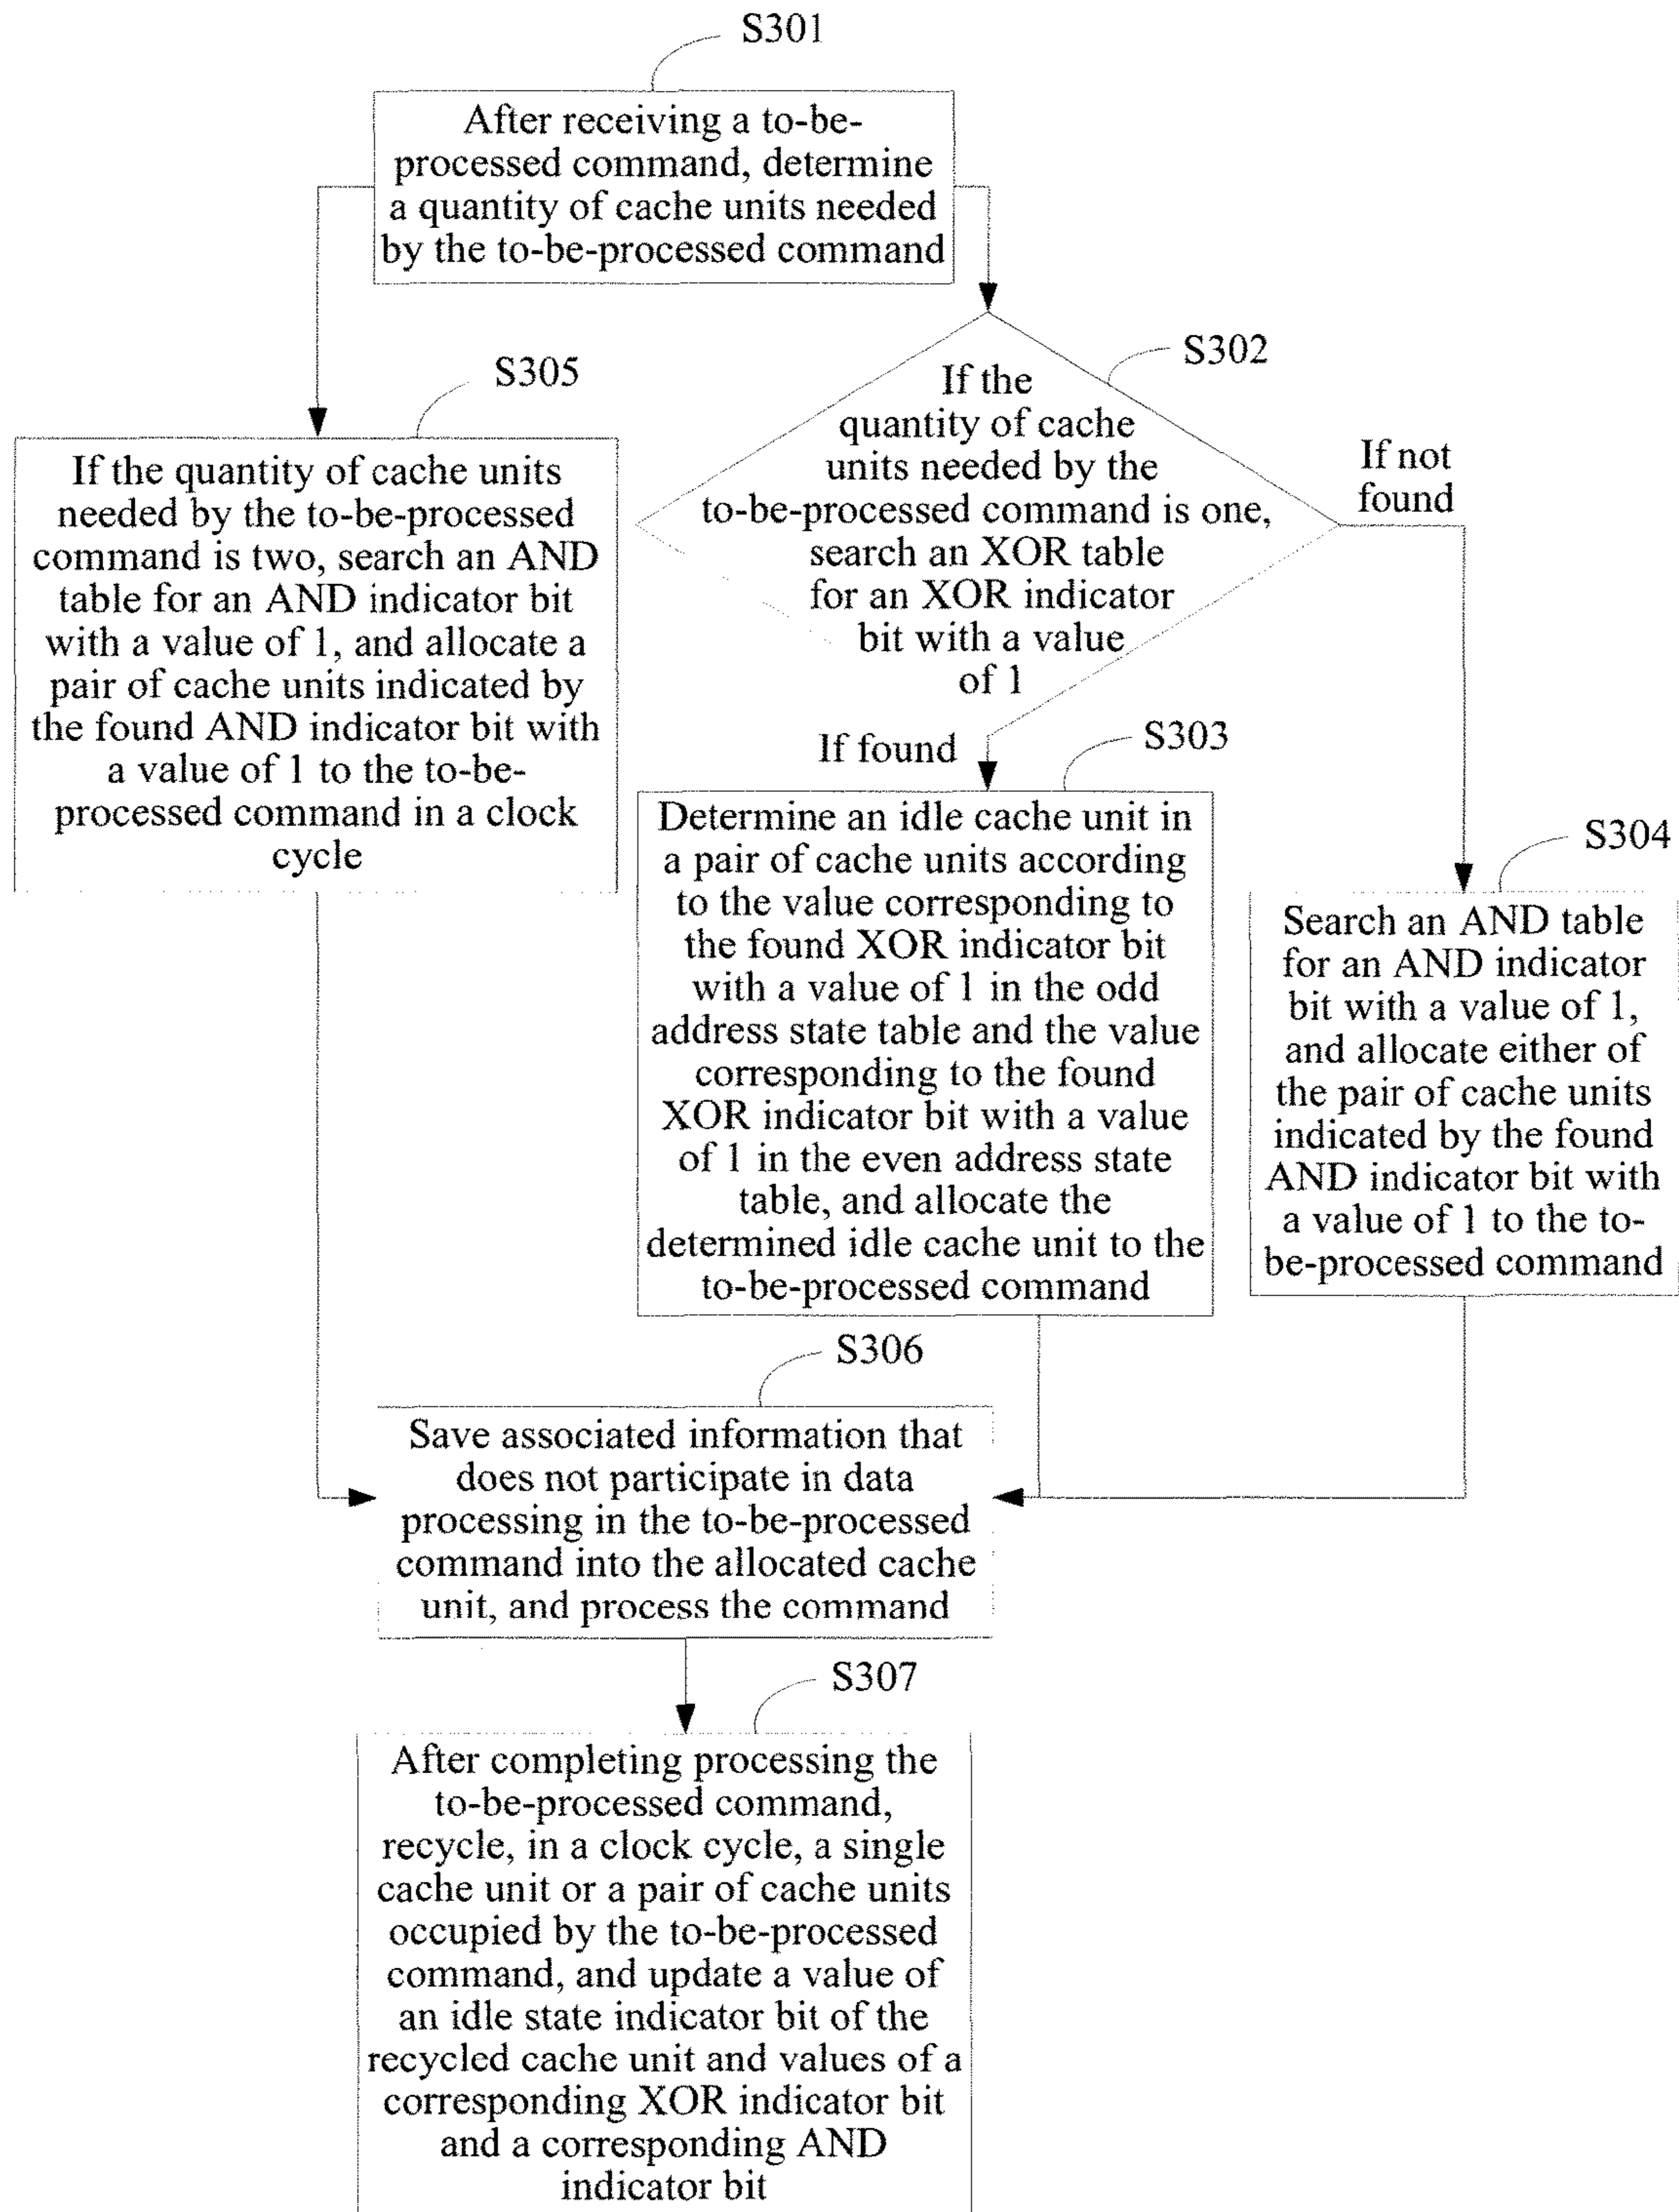 S301
After receiving a to-be-
processed command, determine
a quantity of cache units needed
by the to-be-processed command
S302
If the
quantity of cache
units needed by the
to-be-processed command is one,
search an XOR table
for an XOR indicator
bit with a value
of 1
If not
found
If found
S305
If the quantity of cache units
needed by the to-be-processed
command is two, search an AND
table for an AND indicator bit
with a value of 1, and allocate a
pair of cache units indicated by
the found AND indicator bit with
a value of 1 to the to-be-
processed command in a clock
cycle
S303
Determine an idle cache unit in
a pair of cache units according
to the value corresponding to
the found XOR indicator bit
with a value of 1 in the odd
address state table and the value
corresponding to the found
XOR indicator bit with a value
of 1 in the even address state
table, and allocate the
determined idle cache unit to the
to-be-processed command
S304
Search an AND table
for an AND indicator
bit with a value of 1,
and allocate either of
the pair of cache units
indicated by the found
AND indicator bit with
a value of 1 to the to-
be-processed command
S306
Save associated information that
does not participate in data
processing in the to-be-processed
command into the allocated cache
unit, and process the command
S307
After completing processing the
to-be-processed command,
recycle, in a clock cycle, a single
cache unit or a pair of cache units
occupied by the to-be-processed
command, and update a value of
an idle state indicator bit of the
recycled cache unit and values of a
corresponding XOR indicator bit
and a corresponding AND
indicator bit